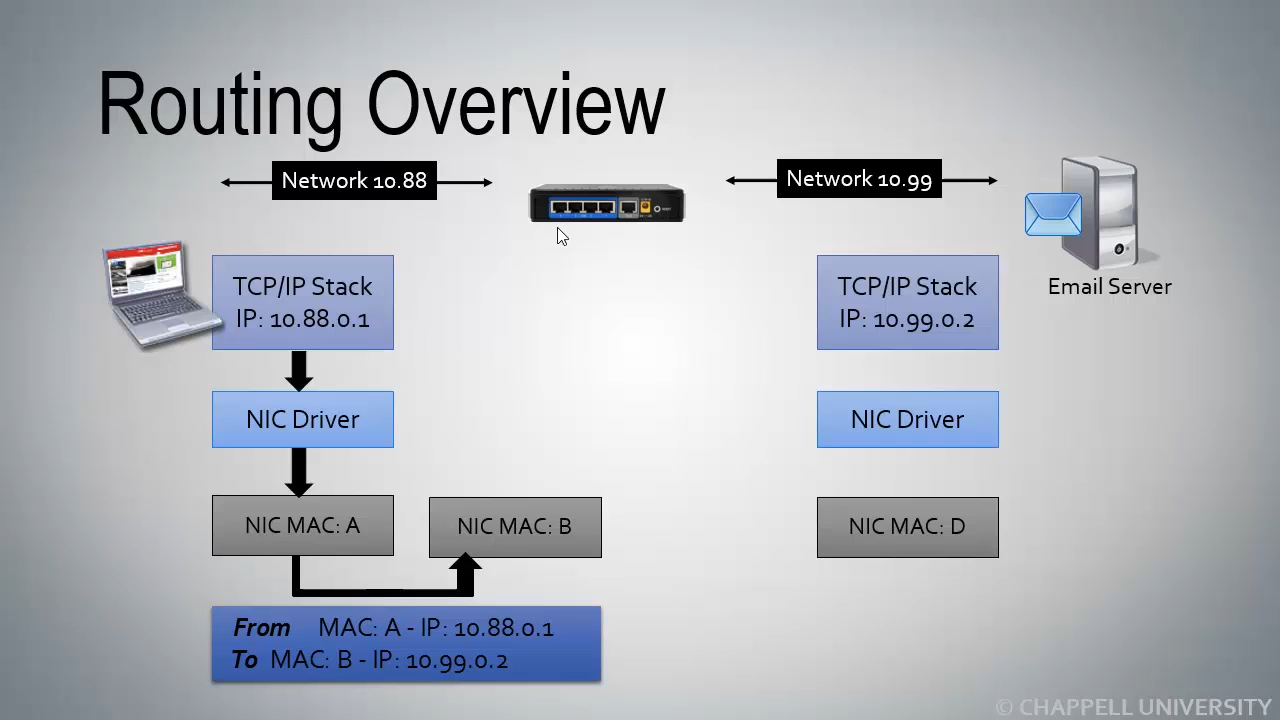 Routing Overview
Network 10.88
Network 10.99
TCP/IP Stack
IP: 10.88.0.1
TCP/IP Stack
IP: 10.99.0.2
Email Server
NIC Driver
NIC Driver
NIC MAC: A
NIC MAC: B
NIC MAC: D
From MAC: A - IP: 10.88.0.1
To MAC: B - IP: 10.99.0.2
© CHAPPELL UNIVERSITY